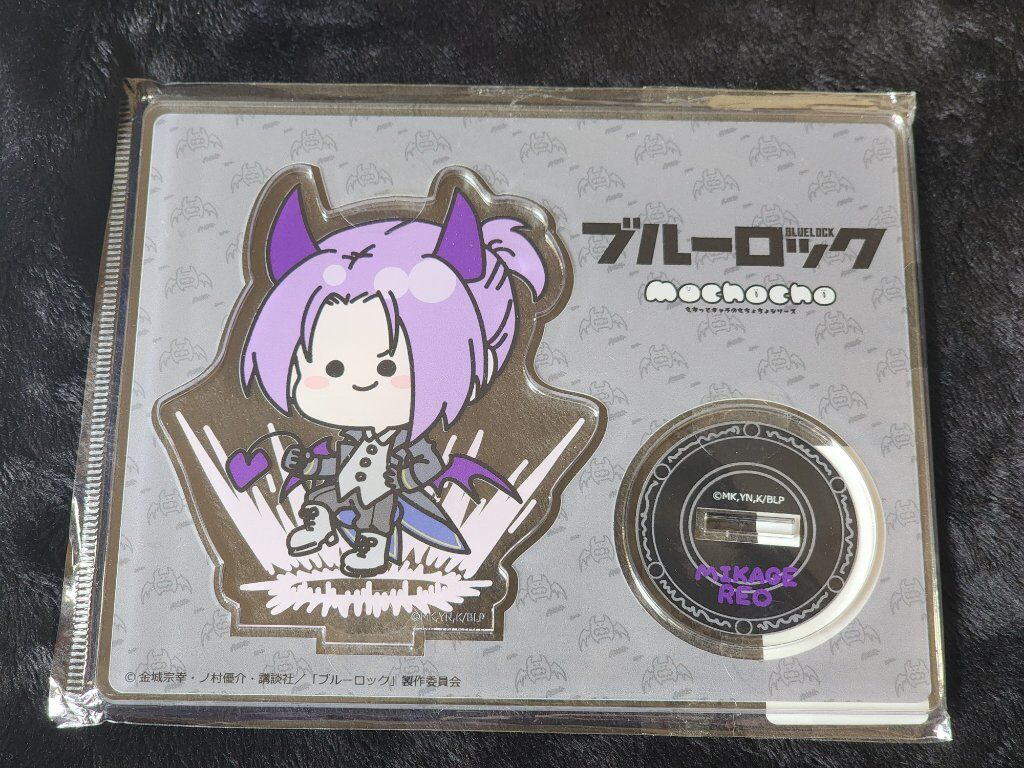 ブルーロック
BLUELOCK
mochocho
©MK,YN,K/BLP
MIKAGE
REO
©MK,YN,K/BLP
© 金城宗幸・ノ村優介・講談社／「ブルーロック」製作委員会